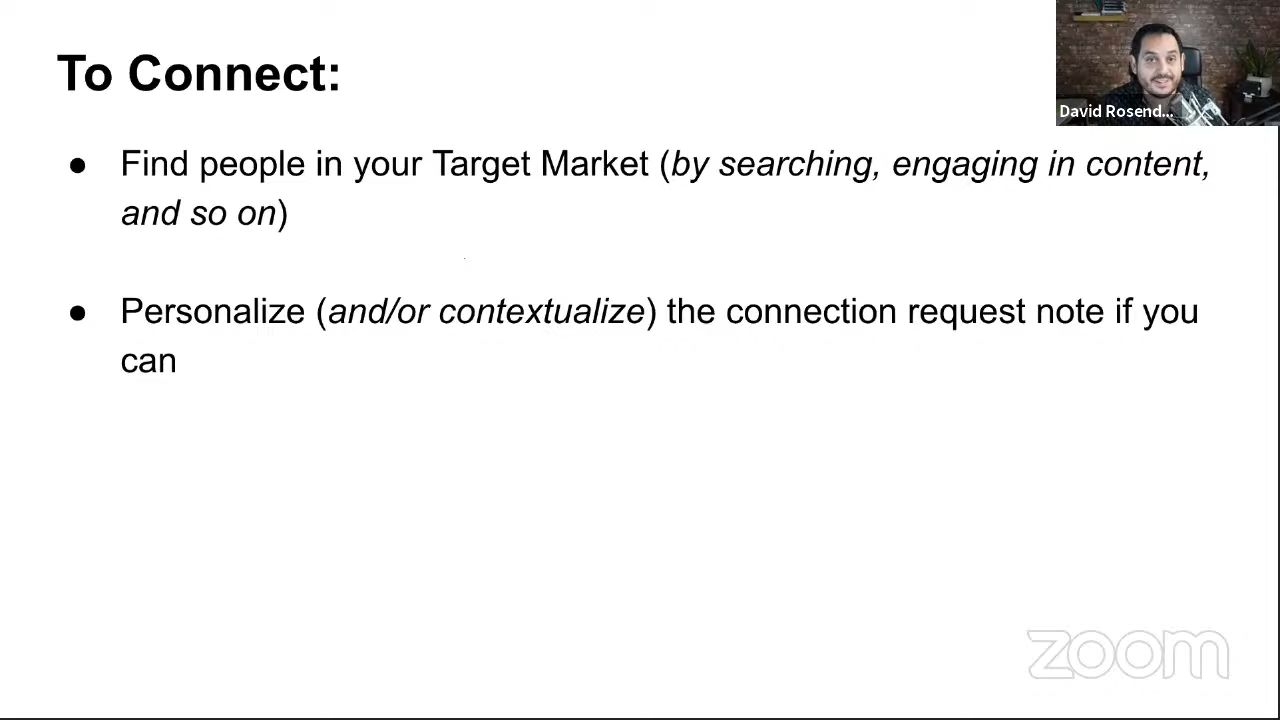 To Connect:
David Rosend...
● Find people in your Target Market (by searching, engaging in content,
and so on)
● Personalize (and/or contextualize) the connection request note if you
can
zoom